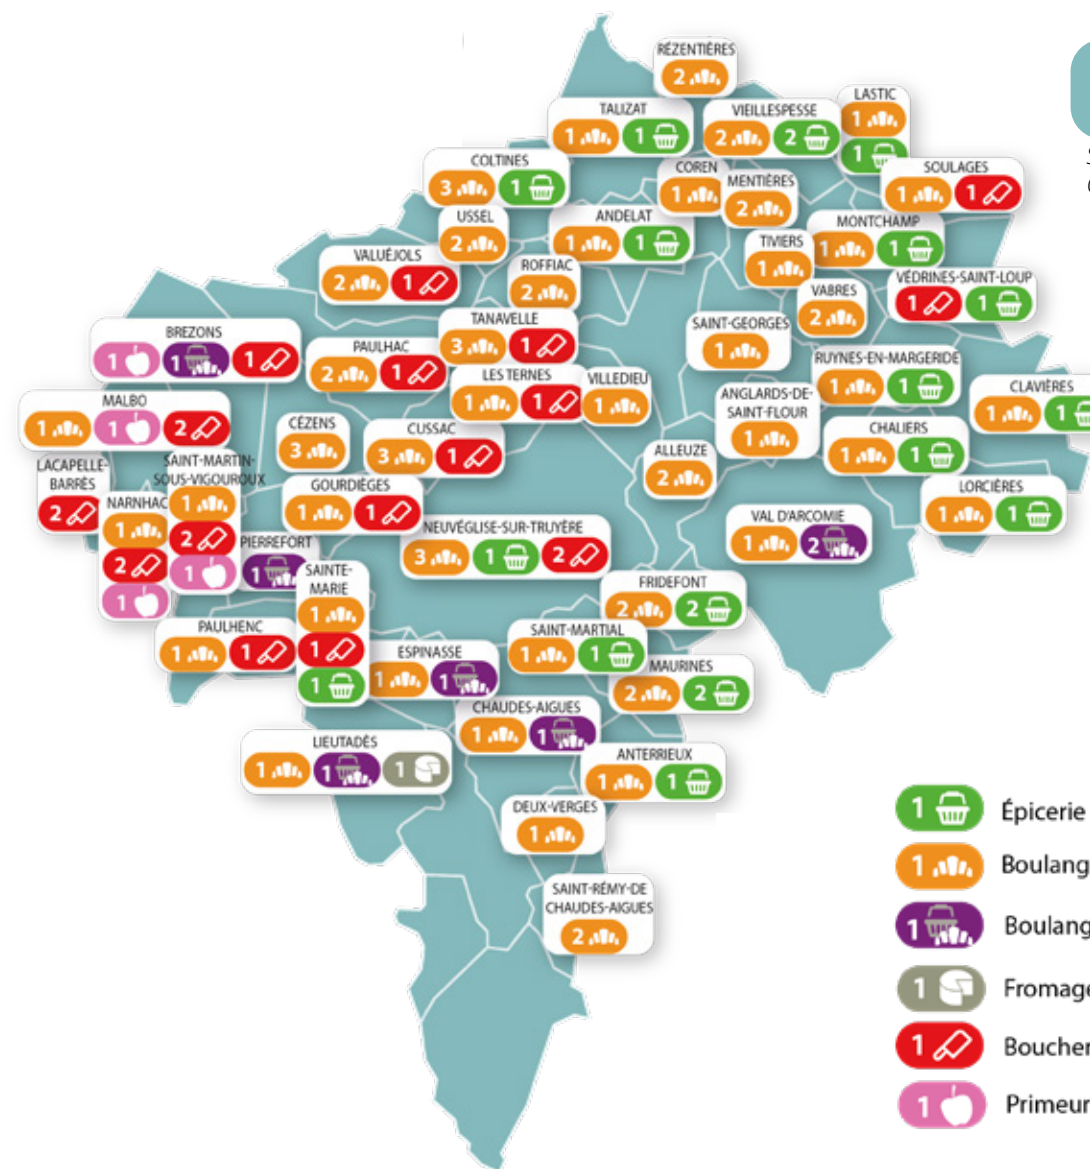 RÉZENTIÈRES
2
TALIZAT
1 1
VIEILLESPESSE
2 2
LASTIC
1
1
COLTINES
3 1
COREN
1
MENTIÈRES
2
SOULAGES
1 1
USSEL
2
ANDELAT
1 1
MONTCHAMP
1 1
TIVIERS
1
VALUÉJOLS
2 1
ROFFIAC
2
VÉDRINES-SAINT-LOUP
1 1
VABRES
2
BREZONS
1 1 1
PAULHAC
2 1
TANAVELLE
3 1
SAINT-GEORGES
1
RUYNES-EN-MARGERIDE
1 1
LES TERNES
1 1
VILLEDIEU
1
ANGLARDS-DE-
SAINT-FLOUR
1
CLAVIÈRES
1 1
MALBO
1 1 2
CÉZENS
3
CUSSAC
3 1
CHALIERS
1 1
ALLEUZE
2
LACAPELLE-
BARRÈS
2
SAINT-MARTIN-
SOUS-VIGOUROUX
1
2
1
NARNHAC
1
2
1
GOURDIÈGES
1 1
LORCIÈRES
1 1
NEUVÉGLISE-SUR-TRUYÈRE
3 1 2
VAL D'ARCOMIE
1 2
PIERREFORT
1
SAINTE-
MARIE
1
1
1
FRIDEFONT
2 2
PAULHENC
1 1
SAINT-MARTIAL
1 1
ESPINASSE
1 1
MAURINES
2 2
CHAUDES-AIGUES
1 1
LIEUTADÈS
1 1 1
ANTERRIEUX
1 1
DEUX-VERGES
1
SAINT-RÉMY-DE
CHAUDES-AIGUES
2
1 Épicerie
1 Boulang
1 Boulang
1 Fromage
1 Boucher
1 Primeur